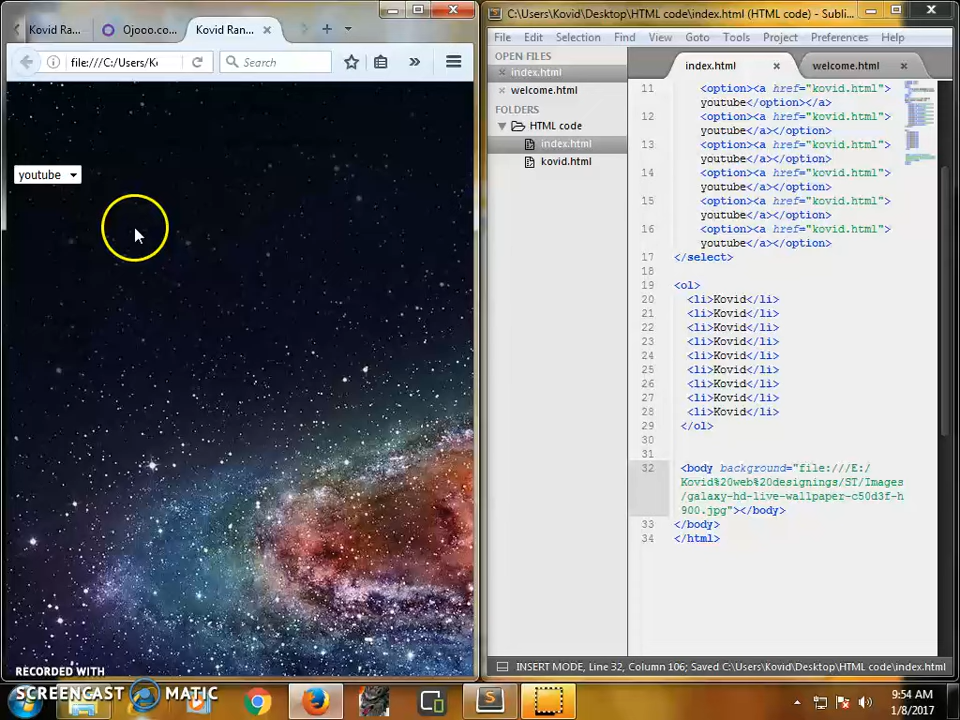 Kovid Ran...
Ojooo.co...
Kovid Ran...
file:///C:/Users/K
Search
youtube
RECORDED WITH
SCREENCAST MATIC
C:\Users\Kovid\Desktop\HTML code\index.html (HTML code) - Subli...
File Edit Selection Find View Goto Tools Project Preferences Help
OPEN FILES
index.html
welcome.html
FOLDERS
HTML code
index.html
kovid.html
index.html
welcome.html
11 <option><a href="kovid.html">
youtube</option></a>
12 <option><a href="kovid.html">
youtube</a></option>
13 <option><a href="kovid.html">
youtube</a></option>
14 <option><a href="kovid.html">
youtube</a></option>
15 <option><a href="kovid.html">
youtube</a></option>
16 <option><a href="kovid.html">
youtube</a></option>
17 </select>
18
19 <ol>
20 <li>Kovid</li>
21 <li>Kovid</li>
22 <li>Kovid</li>
23 <li>Kovid</li>
24 <li>Kovid</li>
25 <li>Kovid</li>
26 <li>Kovid</li>
27 <li>Kovid</li>
28 <li>Kovid</li>
29 </ol>
30
31
32 <body background="file:///E:/
Kovid%20web%20designings/ST/Images
/galaxy-hd-live-wallpaper-c50d3f-h
900.jpg"></body>
33 </body>
34 </html>
INSERT MODE, Line 32, Column 106; Saved C:\Users\Kovid\Desktop\HTML code\index.html
9:54 AM
1/8/2017